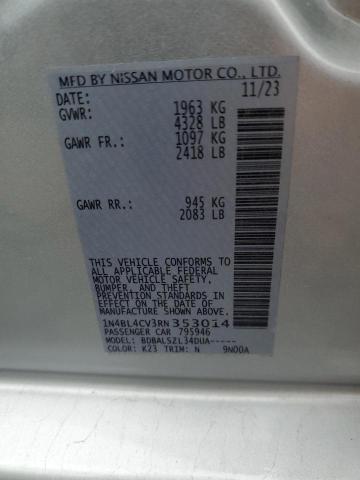 MFD BY NISSAN MOTOR CO., LTD.
DATE: 11/23
GVWR: 1963 KG
4328 LB
GAWR FR.: 1097 KG
2418 LB
GAWR RR.: 945 KG
2083 LB
THIS VEHICLE CONFORMS TO
ALL APPLICABLE FEDERAL
MOTOR VEHICLE SAFETY,
BUMPER, AND THEFT
PREVENTION STANDARDS
IN EFFECT ON THE DATE OF
MANUFACTURE SHOWN ABOVE.
1N4BL4CV3RN353014
PASSENGER CAR 795946
MODEL: BDBALSZL34DUA-----
COLOR: K23 TRIM: N 9N00A